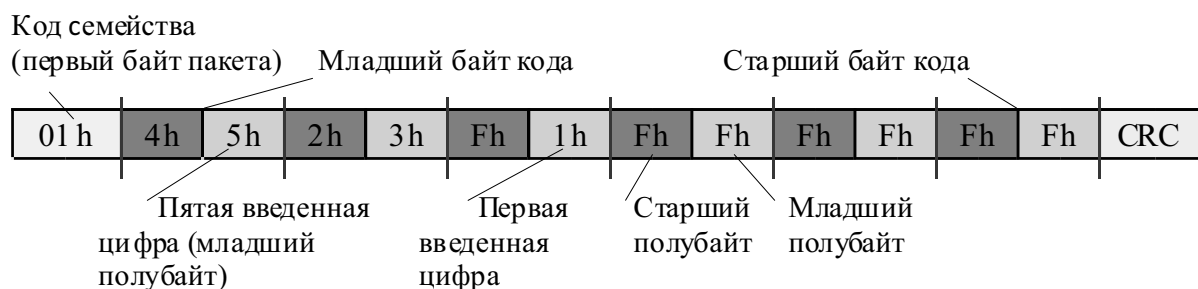 Код семейства
(первый байт пакета)
Младший байт кода
Старший байт кода
01h 4h 5h 2h 3h Fh 1h Fh Fh Fh Fh Fh Fh CRC
Пятая введенная
цифра (младший
полубайт)
Первая
введенная
цифра
Старший
полубайт
Младший
полубайт